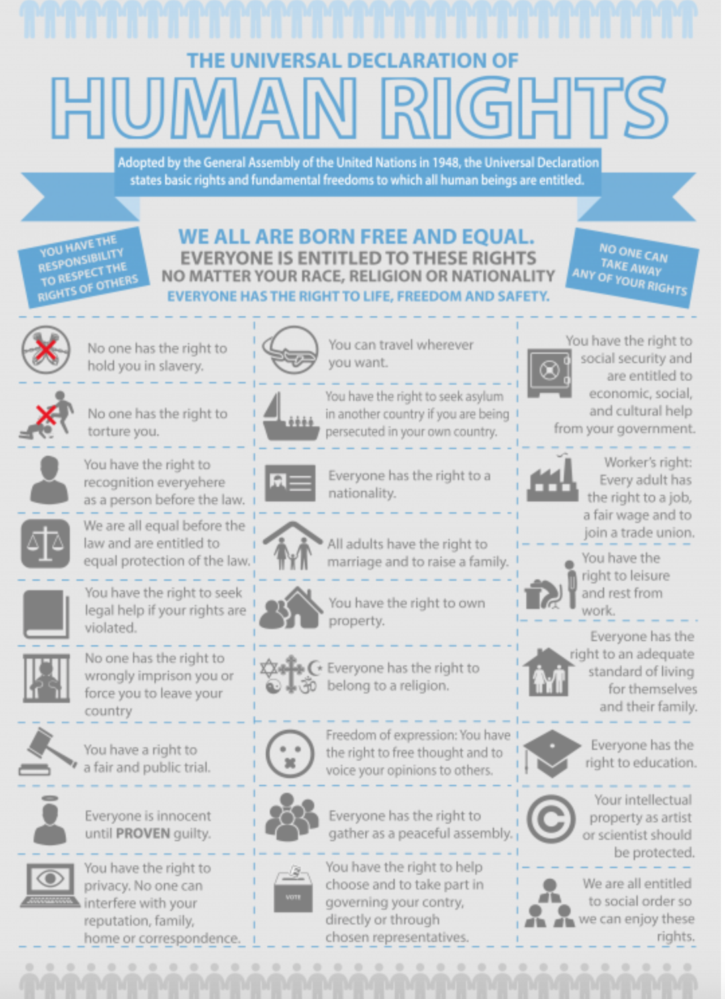 THE UNIVERSAL DECLARATION OF
HUMAN RIGHTS
Adopted by the General Assembly of the United Nations in 1948, the Universal Declaration
states basic rights and fundamental freedoms to which all human beings are entitled.
YOU HAVE THE
RESPONSIBILITY
TO RESPECT THE
RIGHTS OF OTHERS
WE ALL ARE BORN FREE AND EQUAL.
EVERYONE IS ENTITLED TO THESE RIGHTS
NO MATTER YOUR RACE, RELIGION OR NATIONALITY
EVERYONE HAS THE RIGHT TO LIFE, FREEDOM AND SAFETY.
NO ONE CAN
TAKE AWAY
ANY OF YOUR RIGHTS
No one has the right to
hold you in slavery.
No one has the right to
torture you.
You have the right to
recognition everyehere
as a person before the law.
We are all equal before the
law and are entitled to
equal protection of the law.
You have the right to seek
legal help if your rights are
violated.
No one has the right to
wrongly imprison you or
force you to leave your
country
You have a right to
a fair and public trial.
Everyone is innocent
until PROVEN guilty.
You have the right to
privacy. No one can
interfere with your
reputation, family,
home or correspondence.
You can travel wherever
you want.
You have the right to seek asylum
in another country if you are being
persecuted in your own country.
Everyone has the right to a
nationality.
All adults have the right to
marriage and to raise a family.
You have the right to own
property.
Everyone has the right to
belong to a religion.
Freedom of expression: You have
the right to free thought and to
voice your opinions to others.
Everyone has the right to
gather as a peaceful assembly.
VOTE
You have the right to help
choose and to take part in
governing your contry,
directly or through
chosen representatives.
You have the right to
social security and
are entitled to
economic, social,
and cultural help
from your government.
Worker's right:
Every adult has
the right to a job,
a fair wage and to
join a trade union.
You have the
right to leisure
and rest from
work.
Everyone has the
right to an adequate
standard of living
for themselves
and their family.
Everyone has the
right to education.
C
Your intellectual
property as artist
or scientist should
be protected.
We are all entitled
to social order so
we can enjoy these
rights.